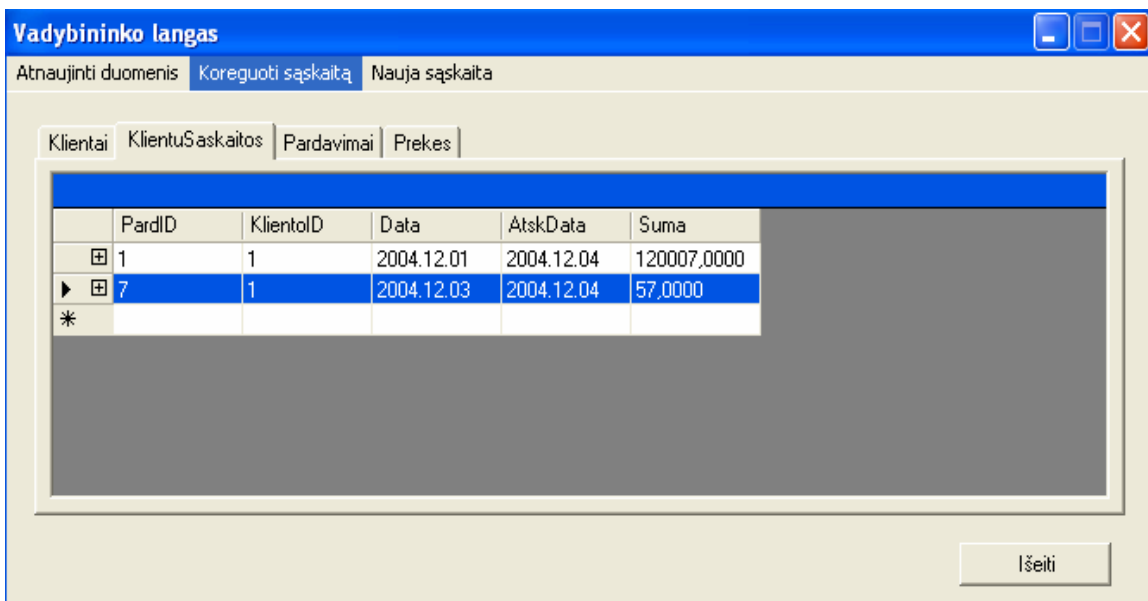 Vadybininko langas
Atnaujinti duomenis Koreguoti sąskaitą Nauja sąskaita
Klientai KlientuSaskaitos Pardavimai Prekes
PardID KlientoID Data AtskData Suma
1 1 2004.12.01 2004.12.04 120007,0000
7 1 2004.12.03 2004.12.04 57,0000
Išeiti